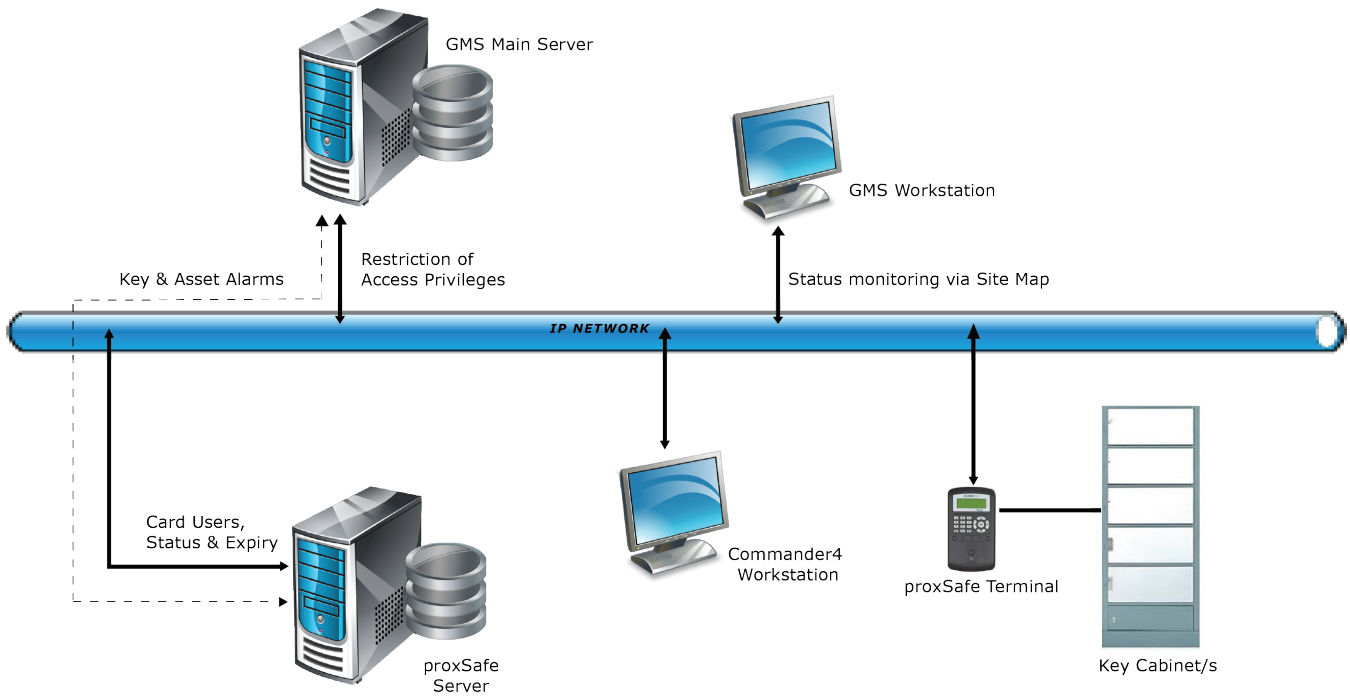 GMS Main Server
GMS Workstation
Key & Asset Alarms
Restriction of
Access Privileges
Status monitoring via Site Map
IP NETWORK
Card Users,
Status & Expiry
Commander4
Workstation
proxSafe Terminal
proxSafe
Server
Key Cabinet/s